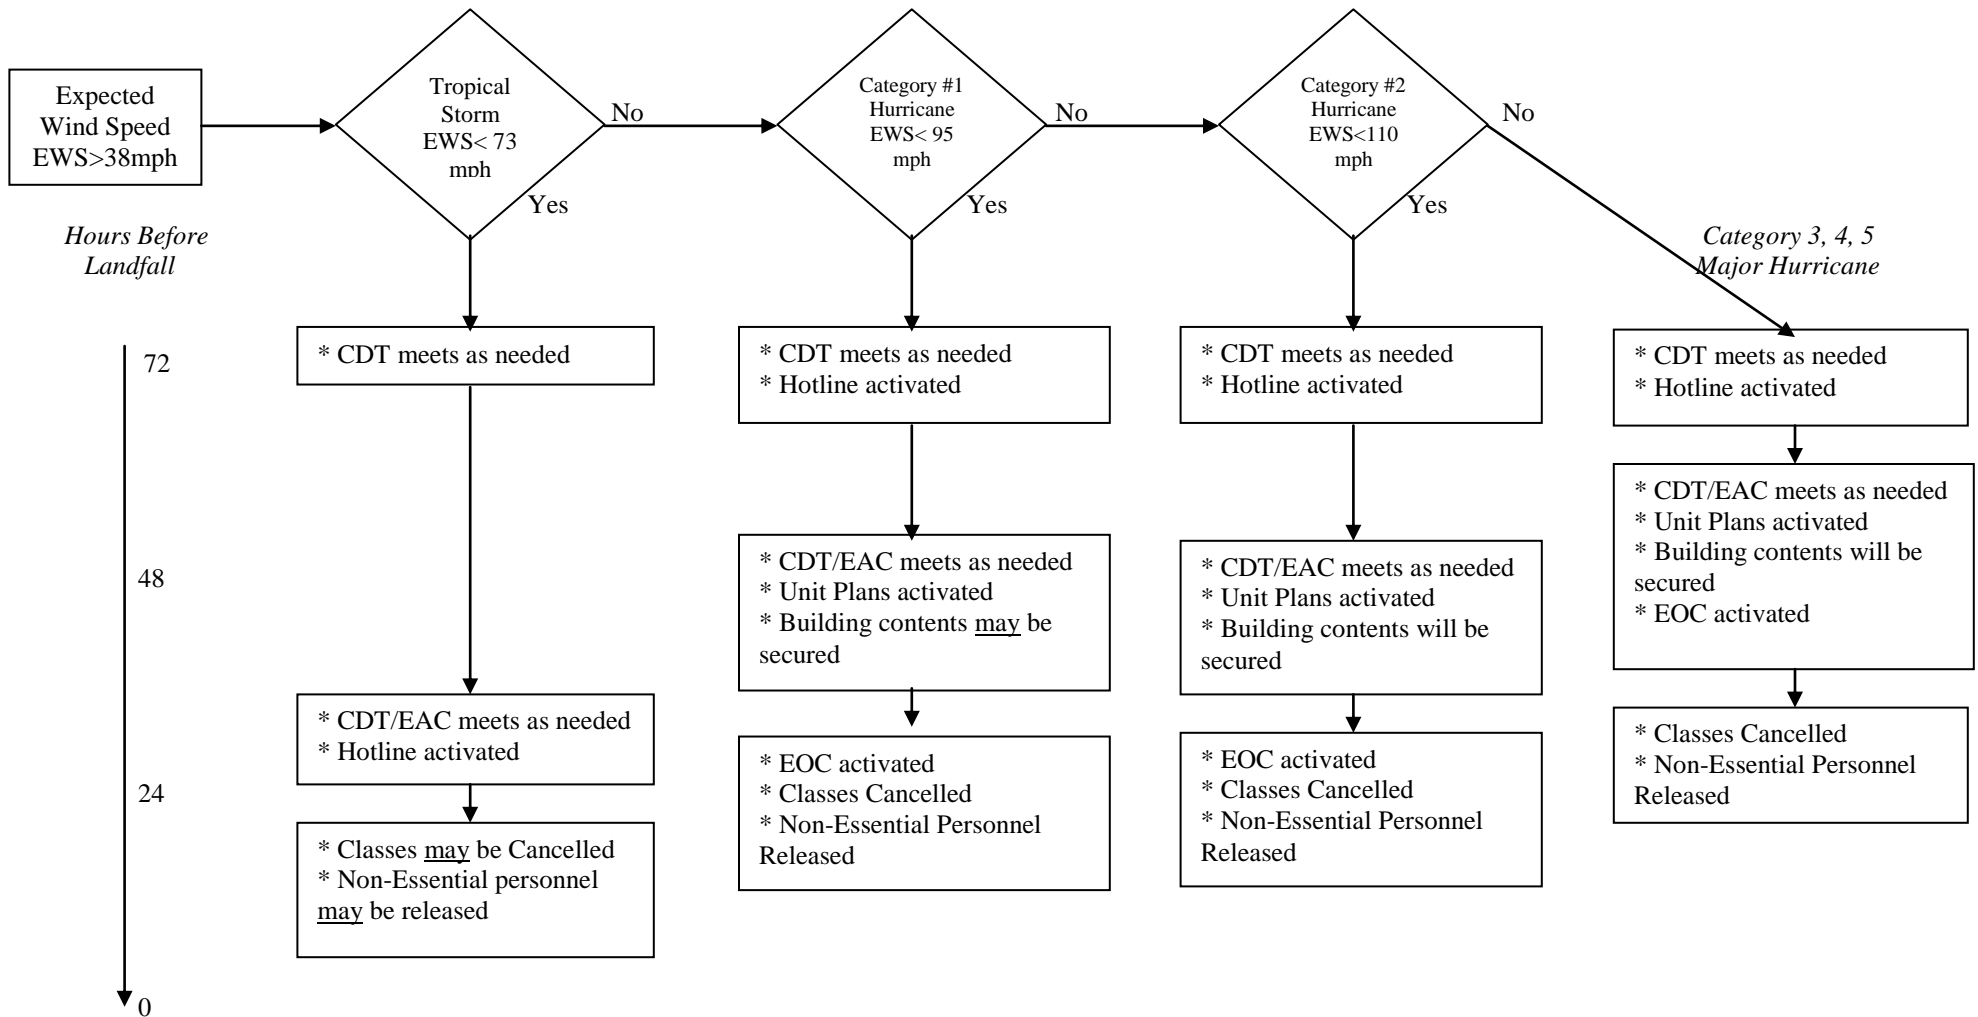 Expected
Wind Speed
EWS>38mph
Tropical
Storm
EWS< 73
mph
No
Yes
Category #1
Hurricane
EWS< 95
mph
No
Yes
Category #2
Hurricane
EWS<110
mph
No
Yes
Hours Before
Landfall
Category 3, 4, 5
Major Hurricane
72
48
24
0
* CDT meets as needed
* CDT/EAC meets as needed
* Hotline activated
* Classes may be Cancelled
* Non-Essential personnel
may be released
* CDT meets as needed
* Hotline activated
* CDT/EAC meets as needed
* Unit Plans activated
* Building contents may be
secured
* EOC activated
* Classes Cancelled
* Non-Essential Personnel
Released
* CDT meets as needed
* Hotline activated
* CDT/EAC meets as needed
* Unit Plans activated
* Building contents will be
secured
* EOC activated
* Classes Cancelled
* Non-Essential Personnel
Released
* CDT meets as needed
* Hotline activated
* CDT/EAC meets as needed
* Unit Plans activated
* Building contents will be
secured
* EOC activated
* Classes Cancelled
* Non-Essential Personnel
Released